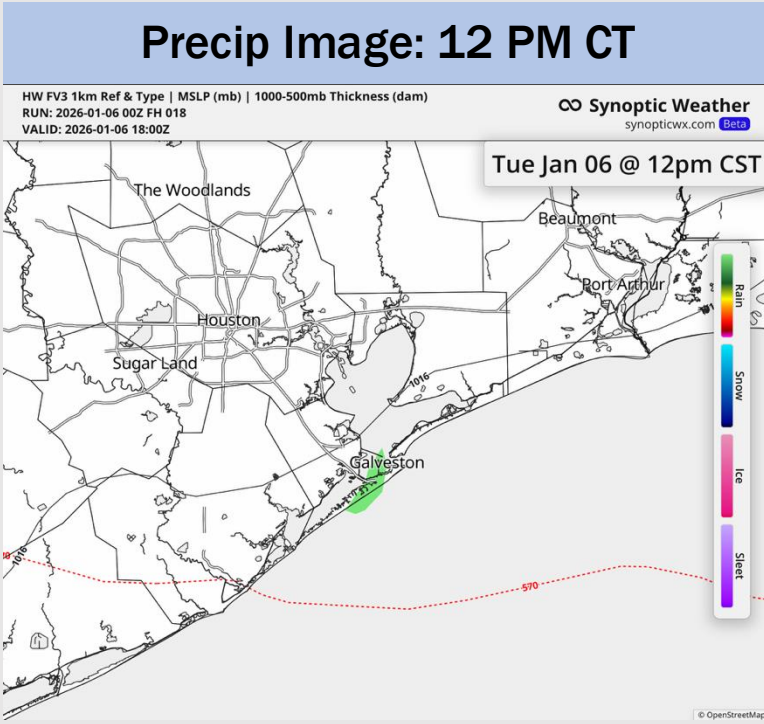 Precip Image: 12 PM CT
HW FV3 1km Ref & Type | MSLP (mb) | 1000-500mb Thickness (dam)
RUN: 2026-01-06 00Z FH 018
VALID: 2026-01-06 18:00Z
Synoptic Weather
synopticwx.com Beta
Tue Jan 06 @ 12pm CST
The Woodlands
Beaumont
Port Arthur
Houston
Sugar Land
1016
Galveston
1016
570
Rain
Snow
Ice
Sleet
© OpenStreetMap